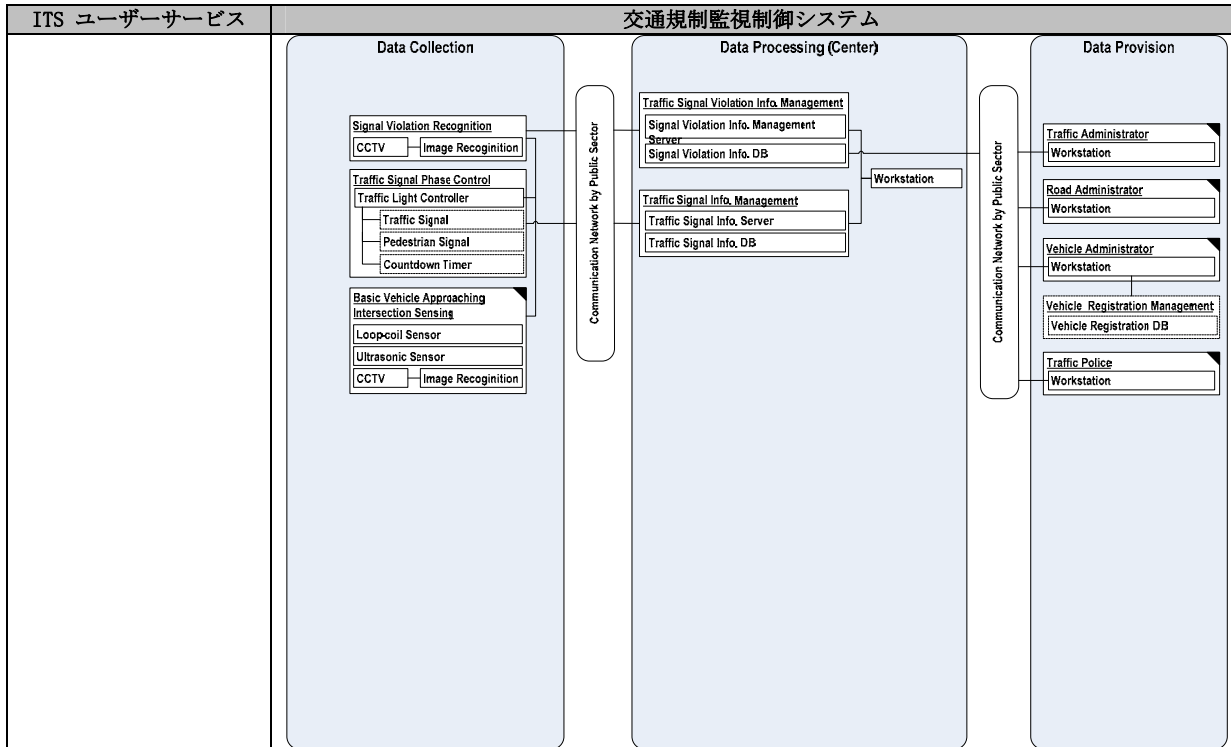 ITS ユーザーサービス
交通規制監視制御システム
Data Collection
Signal Violation Recognition
CCTV
Image Recoginition
Traffic Signal Phase Control
Traffic Light Controller
Traffic Signal
Pedestrian Signal
Countdown Timer
Basic Vehicle Approaching
Intersection Sensing
Loop-coil Sensor
Ultrasonic Sensor
CCTV
Image Recoginition
Communication Network by Public Sector
Data Processing (Center)
Traffic Signal Violation Info. Management
Signal Violation Info. Management
Server
Signal Violation Info. DB
Workstation
Traffic Signal Info. Management
Traffic Signal Info. Server
Traffic Signal Info. DB
Communication Network by Public Sector
Data Provision
Traffic Administrator
Workstation
Road Administrator
Workstation
Vehicle Administrator
Workstation
Vehicle Registration Management
Vehicle Registration DB
Traffic Police
Workstation